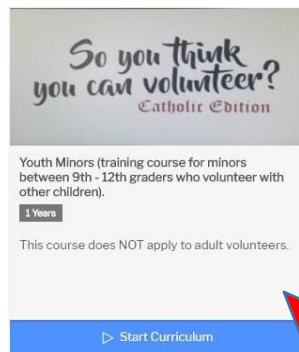 So you think
you can volunteer?
Catholic Edition
Youth Minors (training course for minors
between 9th - 12th graders who volunteer with
other children).
1 Years
This course does NOT apply to adult volunteers.
Start Curriculum